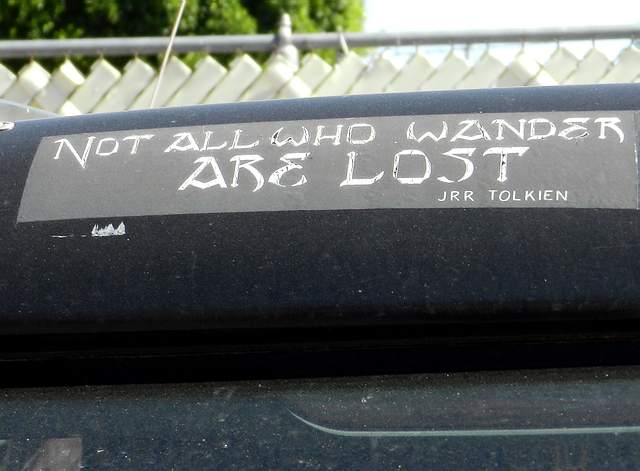 NOT ALL WHO WANDER
ARE LOST
JRR TOLKIEN